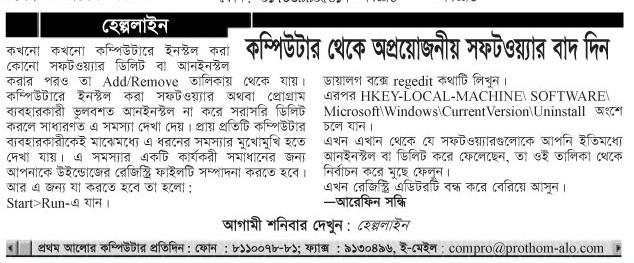 হেল্পলাইন
কম্পিউটার থেকে অপ্রয়োজনীয় সফটওয়্যার বাদ দিন
কখনো কখনো কম্পিউটারে ইনস্টল করা
কোনো সফটওয়্যার ডিলিট বা আনইনস্টল
করার পরও তা Add/Remove তালিকায় থেকে যায়।
কম্পিউটারে ইনস্টল করা সফটওয়্যার অথবা প্রোগ্রাম
ব্যবহারকারী ভুলবশত আনইনস্টল না করে সরাসরি ডিলিট
করলে সাধারণত এ সমস্যা দেখা দেয়। প্রায় প্রতিটি কম্পিউটার
ব্যবহারকারীকেই মাঝেমধ্যে এ ধরনের সমস্যার মুখোমুখি হতে
দেখা যায়। এ সমস্যার একটি কার্যকরী সমাধানের জন্য
আপনাকে উইন্ডোজের রেজিস্ট্রি ফাইলটি সম্পাদনা করতে হবে।
আর এ জন্য যা করতে হবে তা হলো:
Start>Run-এ যান।
ডায়ালগ বক্সে regedit কথাটি লিখুন।
এরপর HKEY-LOCAL-MACHINE\ SOFTWARE\
Microsoft\Windows\CurrentVersion\Uninstall অংশে
চলে যান।
এখন এখান থেকে যে সফটওয়্যারগুলোকে আপনি ইতিমধ্যে
আনইনস্টল বা ডিলিট করে ফেলেছেন, তা ওই তালিকা থেকে
নির্বাচন করে মুছে ফেলুন।
এখন রেজিস্ট্রি এডিটরটি বন্ধ করে বেরিয়ে আসুন।
—আরেফিন সন্ধি
আগামী শনিবার দেখুন : হেল্পলাইন
প্রথম আলোর কম্পিউটার প্রতিদিন : ফোন : ৮১১০০৭৮-৮১; ফ্যাক্স : ৯১৩০৪৯৬, ই-মেইল : compro@prothom-alo.com